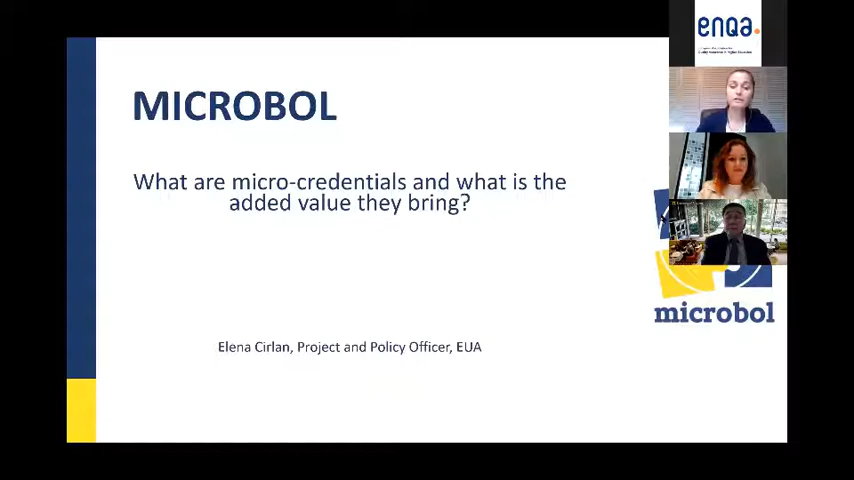 enqa.
MICROBOL
What are micro-credentials and what is the
added value they bring?
microbol
Elena Cirlan, Project and Policy Officer, EUA